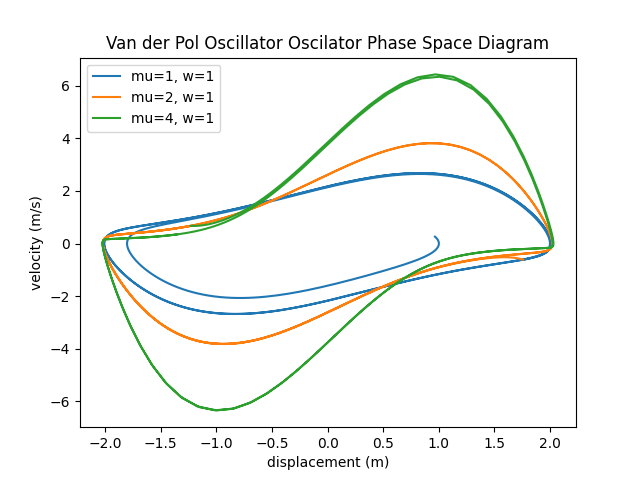 Van der Pol Oscillator Oscilator Phase Space Diagram
mu=1, w=1
mu=2, w=1
mu=4, w=1
velocity (m/s)
6
4
2
0
−2
−4
−6
−2.0 −1.5 −1.0 −0.5 0.0 0.5 1.0 1.5 2.0
displacement (m)